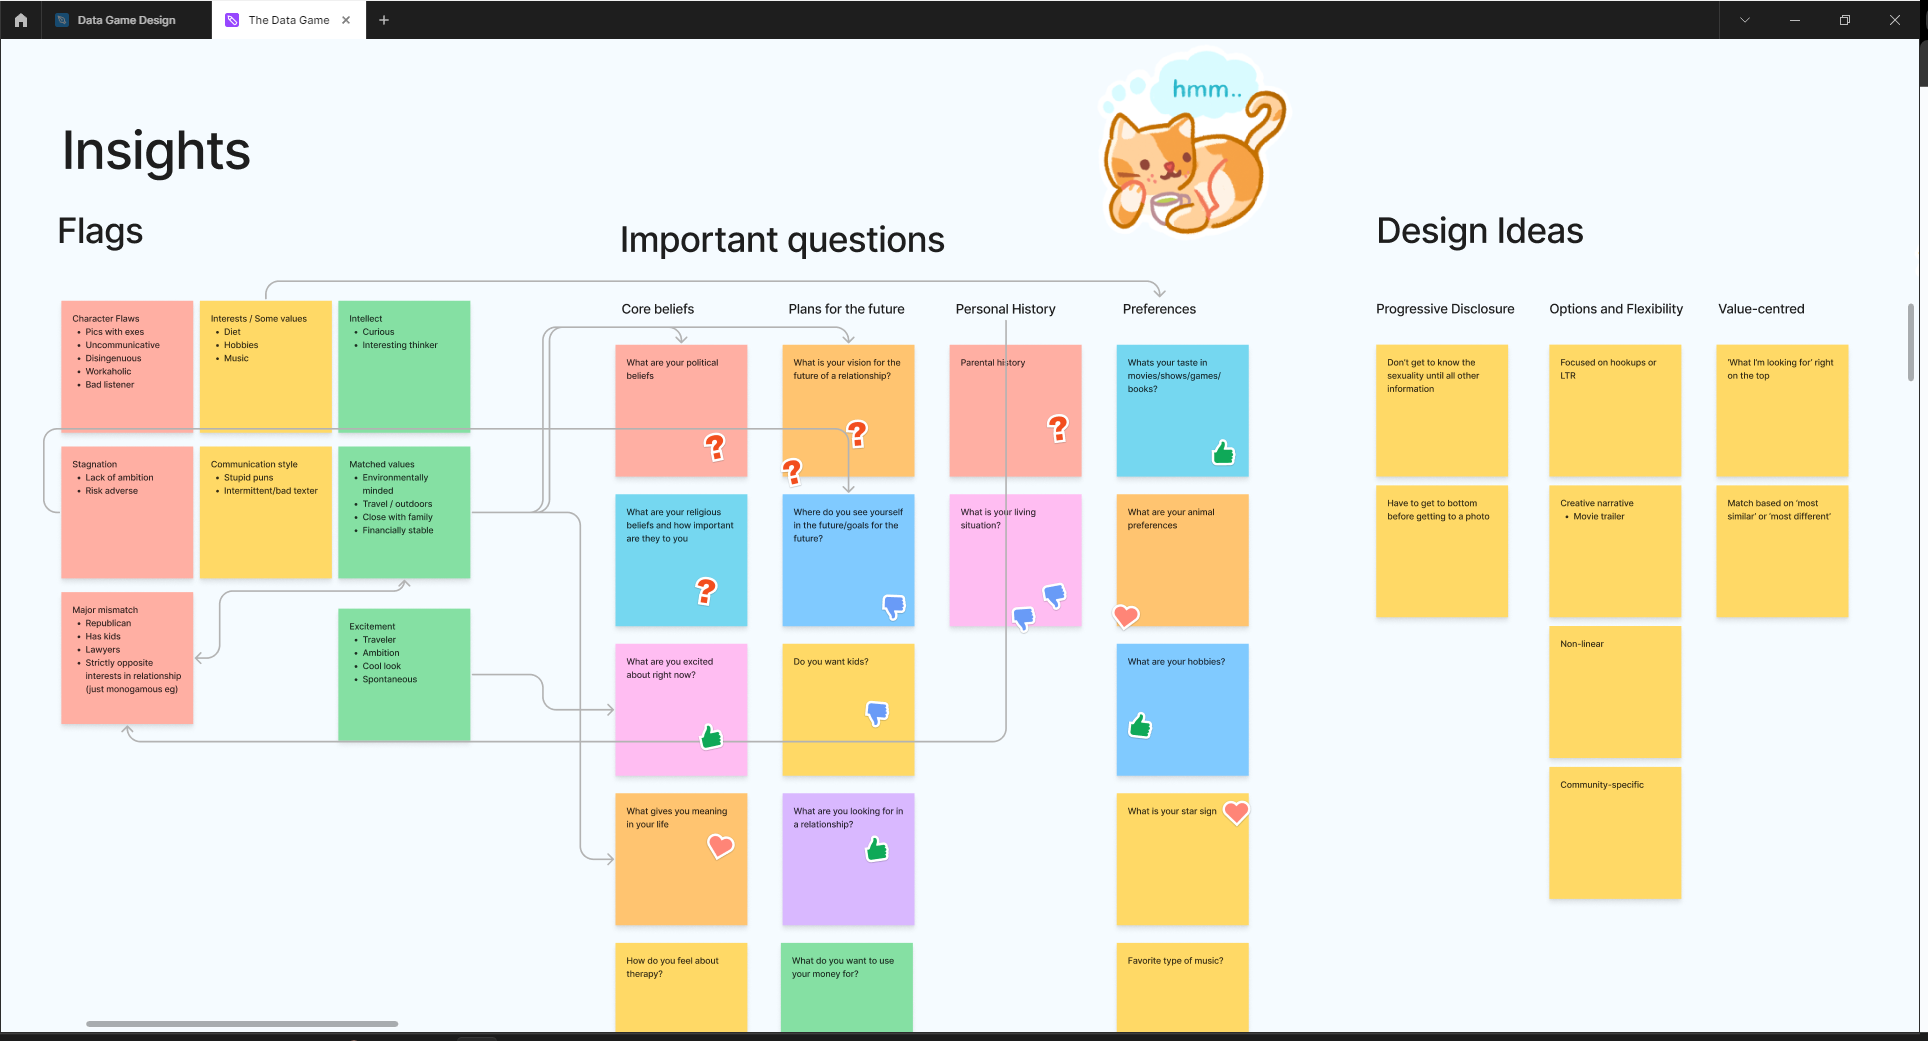 Data Game Design
The Data Game
hmm..
Insights
Flags
Important questions
Design Ideas
Character Flaws
• Pics with exes
• Uncommunicative
• Disingenuous
• Workaholic
• Bad listener
Interests / Some values
• Diet
• Hobbies
• Music
Intellect
• Curious
• Interesting thinker
Stagnation
• Lack of ambition
• Risk adverse
Communication style
• Stupid puns
• Intermittent/bad texter
Matched values
• Environmentally
minded
• Travel / outdoors
• Close with family
• Financially stable
Major mismatch
• Republican
• Has kids
• Lawyers
• Strictly opposite
interests in relationship
(just monogamous eg)
Excitement
• Traveler
• Ambition
• Cool look
• Spontaneous
Core beliefs
What are your political
beliefs
?
What are your religious
beliefs and how important
are they to you
?
What are you excited
about right now?
What gives you meaning
in your life
How do you feel about
therapy?
Plans for the future
What is your vision for the
future of a relationship?
?
?
Where do you see yourself
in the future/goals for the
future?
Do you want kids?
What are you looking for in
a relationship?
What do you want to use
your money for?
Personal History
Parental history
?
What is your living
situation?
Preferences
Whats your taste in
movies/shows/games/
books?
What are your animal
preferences
What are your hobbies?
What is your star sign
Favorite type of music?
Progressive Disclosure
Don't get to know the
sexuality until all other
information
Have to get to bottom
before getting to a photo
Options and Flexibility
Focused on hookups or
LTR
Creative narrative
• Movie trailer
Non-linear
Community-specific
Value-centred
'What I'm looking for' right
on the top
Match based on 'most
similar' or 'most different'